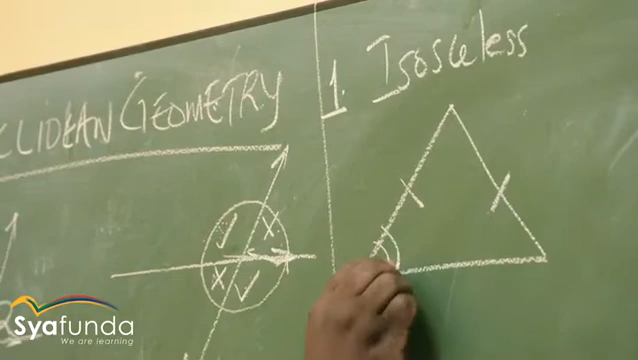 CLIDEAN GEOMETRY
1. Isosceless
x
x
Syafunda
We are learning